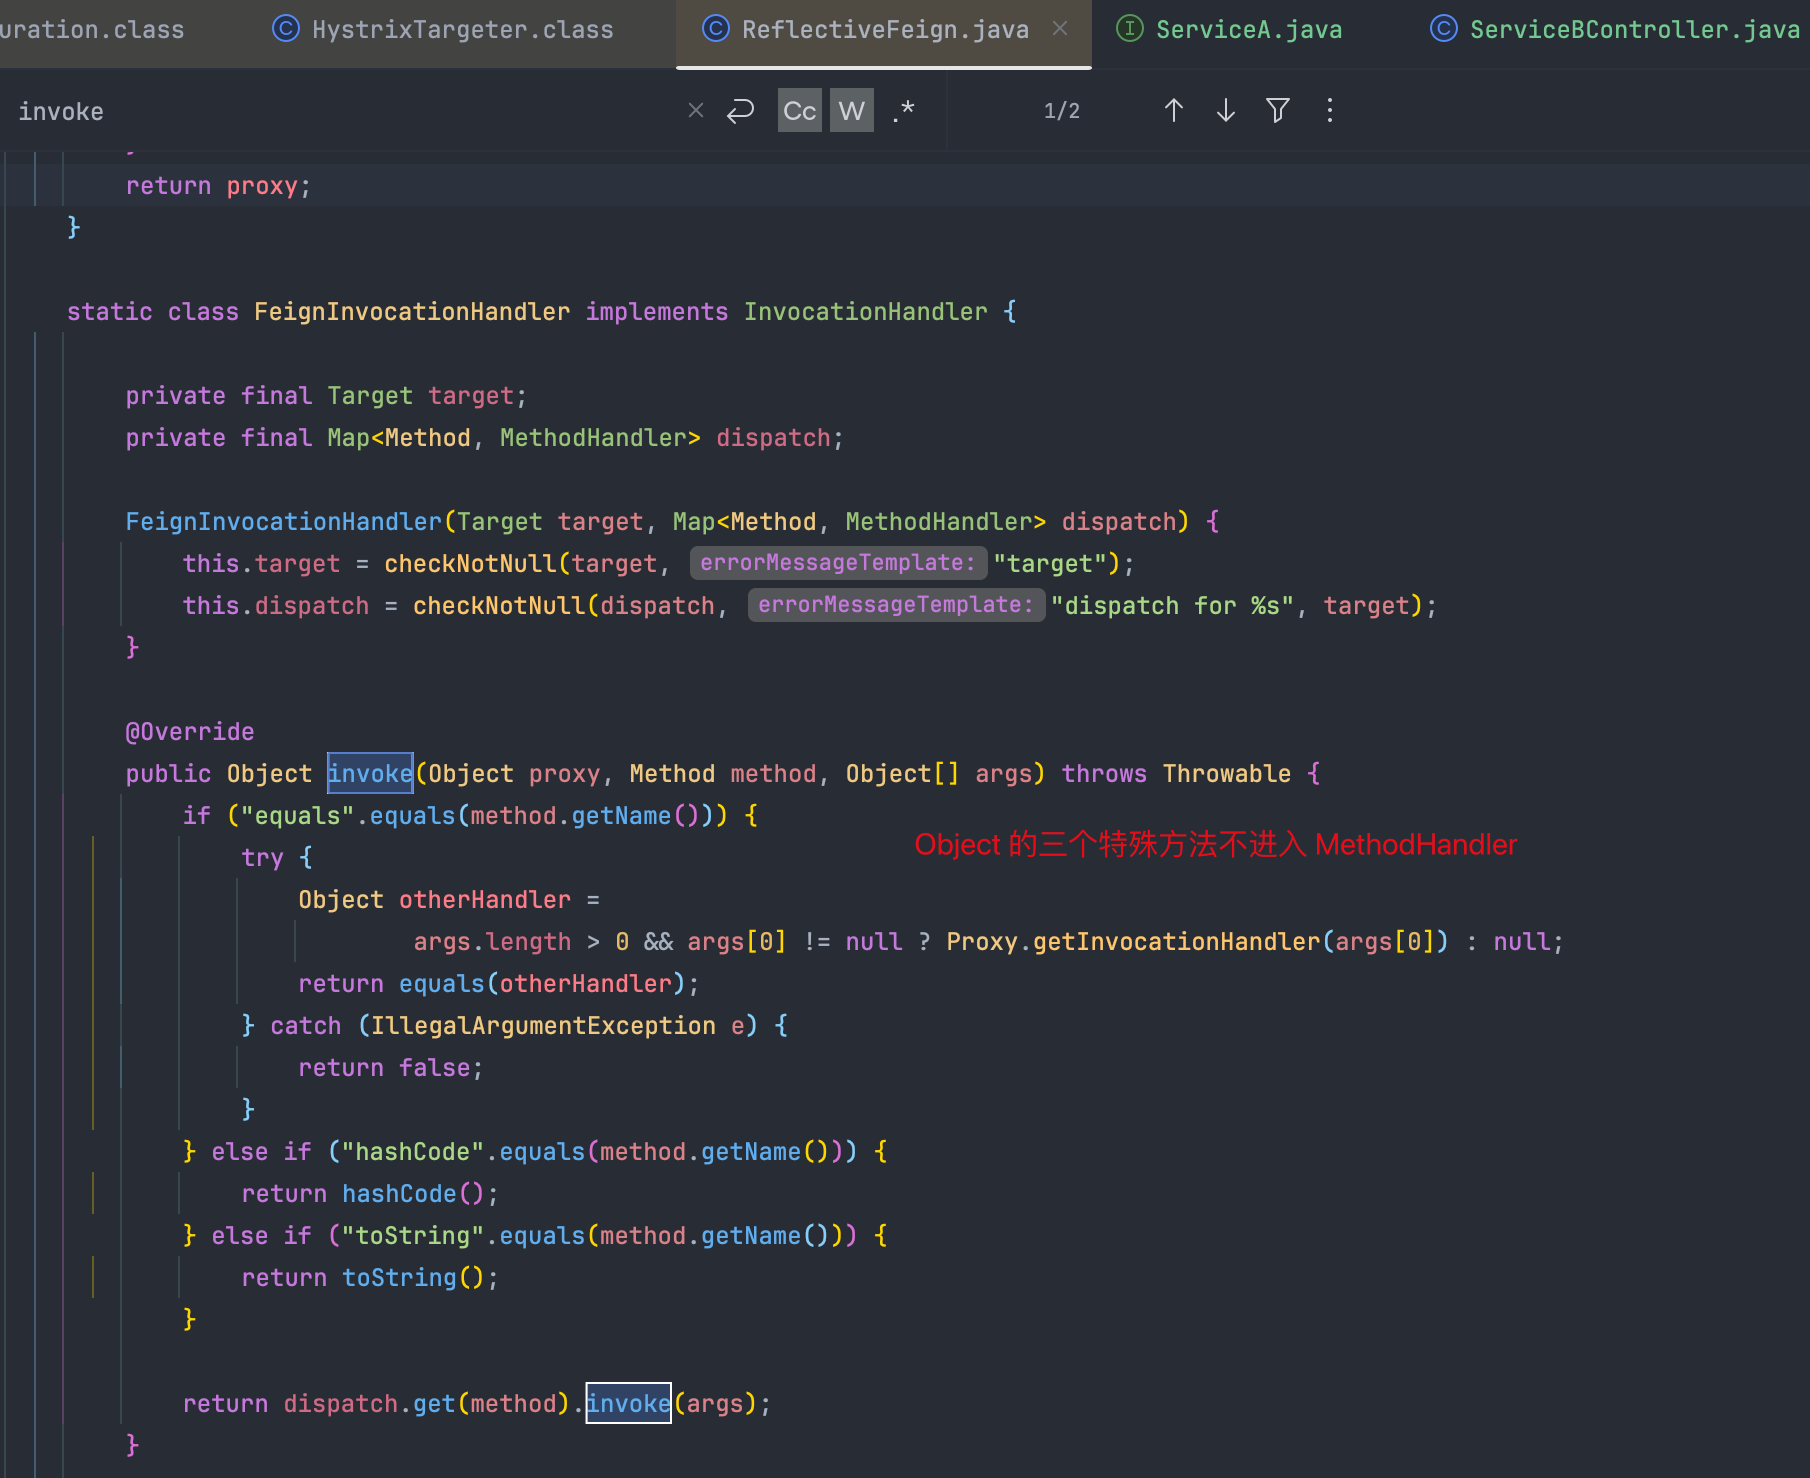 uration.class HystrixTargeter.class ReflectiveFeign.java ServiceA.java ServiceBController.java
invoke Cc W .* 1/2
return proxy;
}
static class FeignInvocationHandler implements InvocationHandler {
private final Target target;
private final Map<Method, MethodHandler> dispatch;
FeignInvocationHandler(Target target, Map<Method, MethodHandler> dispatch) {
this.target = checkNotNull(target, errorMessageTemplate: "target");
this.dispatch = checkNotNull(dispatch, errorMessageTemplate: "dispatch for %s", target);
}
@Override
public Object invoke(Object proxy, Method method, Object[] args) throws Throwable {
if ("equals".equals(method.getName())) {
Object 的三个特殊方法不进入 MethodHandler
try {
Object otherHandler =
args.length > 0 && args[0] != null ? Proxy.getInvocationHandler(args[0]) : null;
return equals(otherHandler);
} catch (IllegalArgumentException e) {
return false;
}
} else if ("hashCode".equals(method.getName())) {
return hashCode();
} else if ("toString".equals(method.getName())) {
return toString();
}
return dispatch.get(method).invoke(args);
}